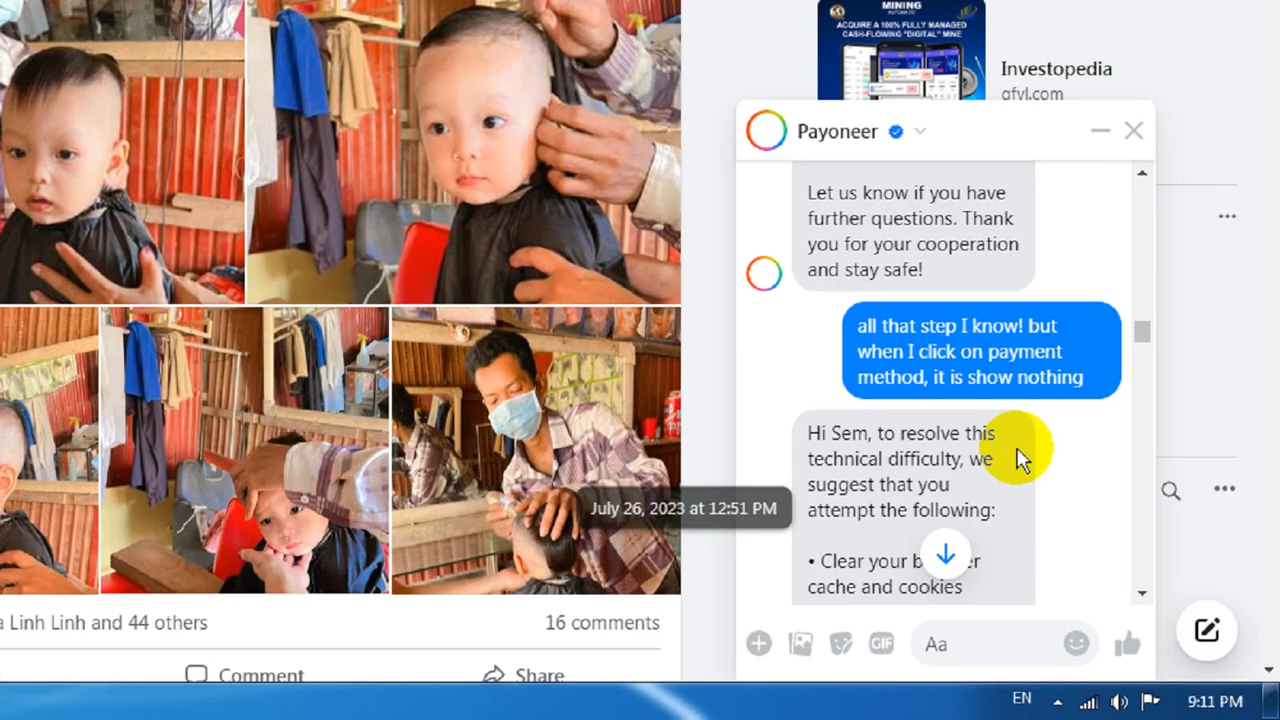 MINING
AUTOMATIC
ACQUIRE A 100% FULLY MANAGED
CASH-FLOWING "DIGITAL" MINE
Investopedia
qfyl.com
Payoneer
Let us know if you have
further questions. Thank
you for your cooperation
and stay safe!
all that step I know! but
when I click on payment
method, it is show nothing
Hi Sem, to resolve this
technical difficulty, we
suggest that you
attempt the following:
July 26, 2023 at 12:51 PM
• Clear your b er
cache and cookies
a Linh Linh and 44 others
16 comments
GIF
Aa
Comment
Share
EN
9:11 PM